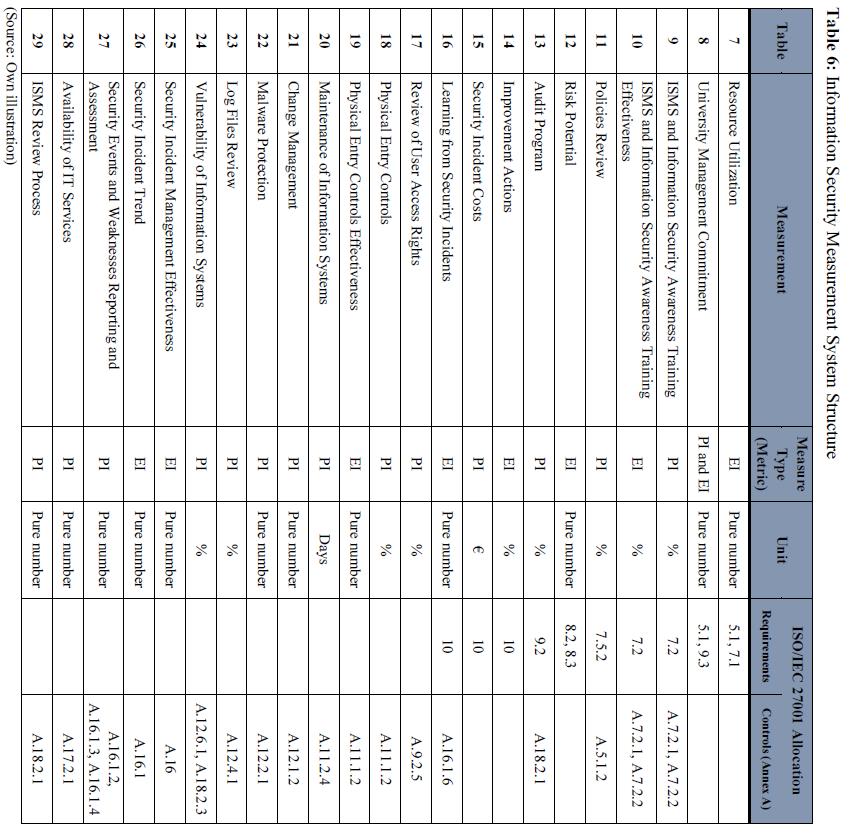 Table 6: Information Security Measurement System Structure
Table Measurement Measure Type (Metric) Unit ISO/IEC 27001 Allocation
Requirements Controls (Annex A)
7 Resource Utilization EI Pure number 5.1, 7.1
8 University Management Commitment PI and EI Pure number 5.1, 9.3
9 ISMS and Information Security Awareness Training PI % 7.2 A.7.2.1, A.7.2.2
10 ISMS and Information Security Awareness Training
Effectiveness EI % 7.2 A.7.2.1, A.7.2.2
11 Policies Review PI % 7.5.2 A.5.1.2
12 Risk Potential EI Pure number 8.2, 8.3
13 Audit Program PI % 9.2 A.18.2.1
14 Improvement Actions EI % 10
15 Security Incident Costs PI € 10
16 Learning from Security Incidents EI Pure number 10 A.16.1.6
17 Review of User Access Rights PI % A.9.2.5
18 Physical Entry Controls PI % A.11.1.2
19 Physical Entry Controls Effectiveness EI Pure number A.11.1.2
20 Maintenance of Information Systems PI Days A.11.2.4
21 Change Management PI Pure number A.12.1.2
22 Malware Protection PI Pure number A.12.2.1
23 Log Files Review PI % A.12.4.1
24 Vulnerability of Information Systems PI % A.12.6.1, A.18.2.3
25 Security Incident Management Effectiveness EI Pure number A.16
26 Security Incident Trend EI Pure number A.16.1
27 Security Events and Weaknesses Reporting and
Assessment PI Pure number A.16.1.2,
A.16.1.3, A.16.1.4
28 Availability of IT Services PI Pure number A.17.2.1
29 ISMS Review Process PI Pure number A.18.2.1
(Source: Own illustration)